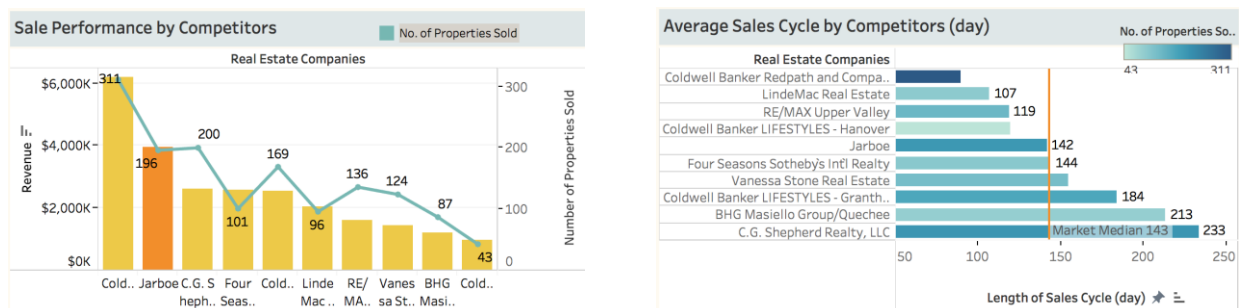 Sale Performance by Competitors
No. of Properties Sold
Real Estate Companies
$6,000K
$4,000K
$2,000K
$0K
Revenue
311
196
200
101
169
96
136
124
87
43
300
200
100
0
Number of Properties Sold
Cold.. Jarboe C.G. S Four Cold.. Linde RE/ Vanes BHG Cold..
heph.. Seas.. Mac .. MA.. sa St.. Masi..
Average Sales Cycle by Competitors (day)
No. of Properties So..
43 311
Real Estate Companies
Coldwell Banker Redpath and Compa..
LindeMac Real Estate 107
RE/MAX Upper Valley 119
Coldwell Banker LIFESTYLES - Hanover
Jarboe 142
Four Seasons Sotheby's Int'l Realty 144
Vanessa Stone Real Estate
Coldwell Banker LIFESTYLES - Granth.. 184
BHG Masiello Group/Quechee 213
C.G. Shepherd Realty, LLC Market Median 143 233
50 100 150 200 250
Length of Sales Cycle (day)